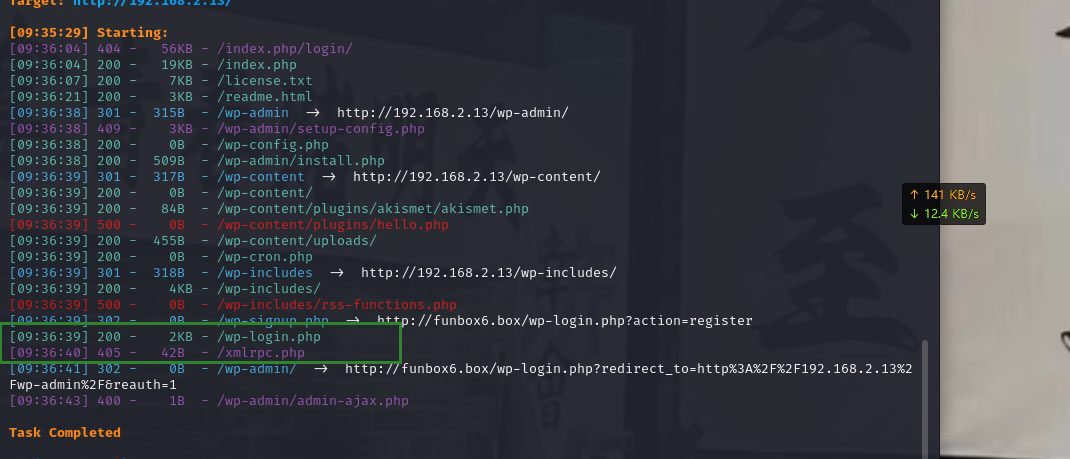 Target: http://192.168.2.13/
[09:35:29] Starting:
[09:36:04] 404 -   56KB - /index.php/login/
[09:36:04] 200 -   19KB - /index.php
[09:36:07] 200 -    7KB - /license.txt
[09:36:21] 200 -    3KB - /readme.html
[09:36:38] 301 -  315B  - /wp-admin  ->  http://192.168.2.13/wp-admin/
[09:36:38] 409 -    3KB - /wp-admin/setup-config.php
[09:36:38] 200 -    0B  - /wp-config.php
[09:36:38] 200 -  509B  - /wp-admin/install.php
[09:36:39] 301 -  317B  - /wp-content  ->  http://192.168.2.13/wp-content/
[09:36:39] 200 -    0B  - /wp-content/
[09:36:39] 200 -   84B  - /wp-content/plugins/akismet/akismet.php
[09:36:39] 500 -    0B  - /wp-content/plugins/hello.php
[09:36:39] 200 -  455B  - /wp-content/uploads/
[09:36:39] 200 -    0B  - /wp-cron.php
[09:36:39] 301 -  318B  - /wp-includes  ->  http://192.168.2.13/wp-includes/
[09:36:39] 200 -    4KB - /wp-includes/
[09:36:39] 500 -    0B  - /wp-includes/rss-functions.php
[09:36:39] 302 -    0B  - /wp-signup.php  ->  http://funbox6.box/wp-login.php?action=register
[09:36:39] 200 -    2KB - /wp-login.php
[09:36:40] 405 -   42B  - /xmlrpc.php
[09:36:41] 302 -    0B  - /wp-admin/  ->  http://funbox6.box/wp-login.php?redirect_to=http%3A%2F%2F192.168.2.13%2
Fwp-admin%2F&reauth=1
[09:36:43] 400 -    1B  - /wp-admin/admin-ajax.php
Task Completed
↑ 141 KB/s
↓ 12.4 KB/s
至